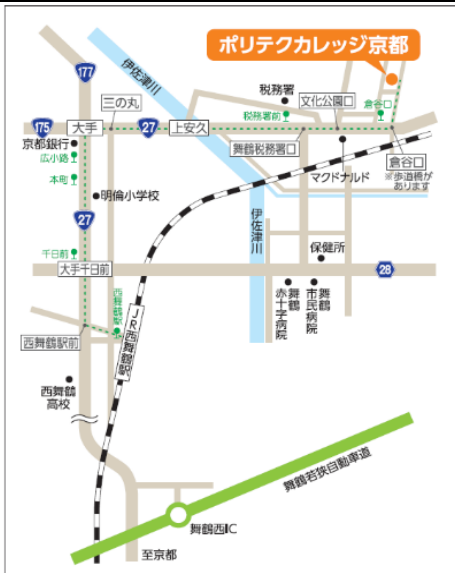 ポリテクカレッジ京都
177
伊佐津川
税務署
文化公園口
倉谷口
三の丸
税務署前
175
大手
27
上安久
京都銀行
広小路
舞鶴税務署口
倉谷口
マクドナルド
※歩道橋が
あります
本町
明倫小学校
27
伊佐津川
保健所
千日前
大手千日前
28
西舞鶴駅
舞鶴
赤十字病院
舞鶴
市民病院
JR西舞鶴駅
西舞鶴駅前
西舞鶴
高校
舞鶴若狭自動車道
舞鶴西IC
至京都